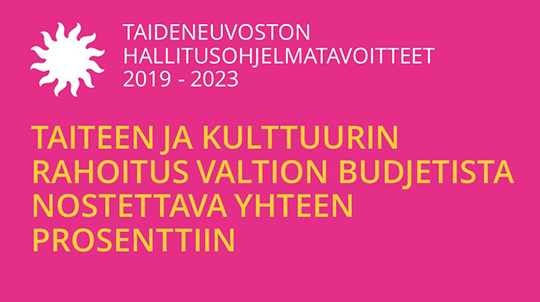 TAIDENEUVOSTON
HALLITUSOHJELMATAVOITTEET
2019 - 2023
TAITEEN JA KULTTUURIN
RAHOITUS VALTION BUDJETISTA
NOSTETTAVA YHTEEN
PROSENTTIIN